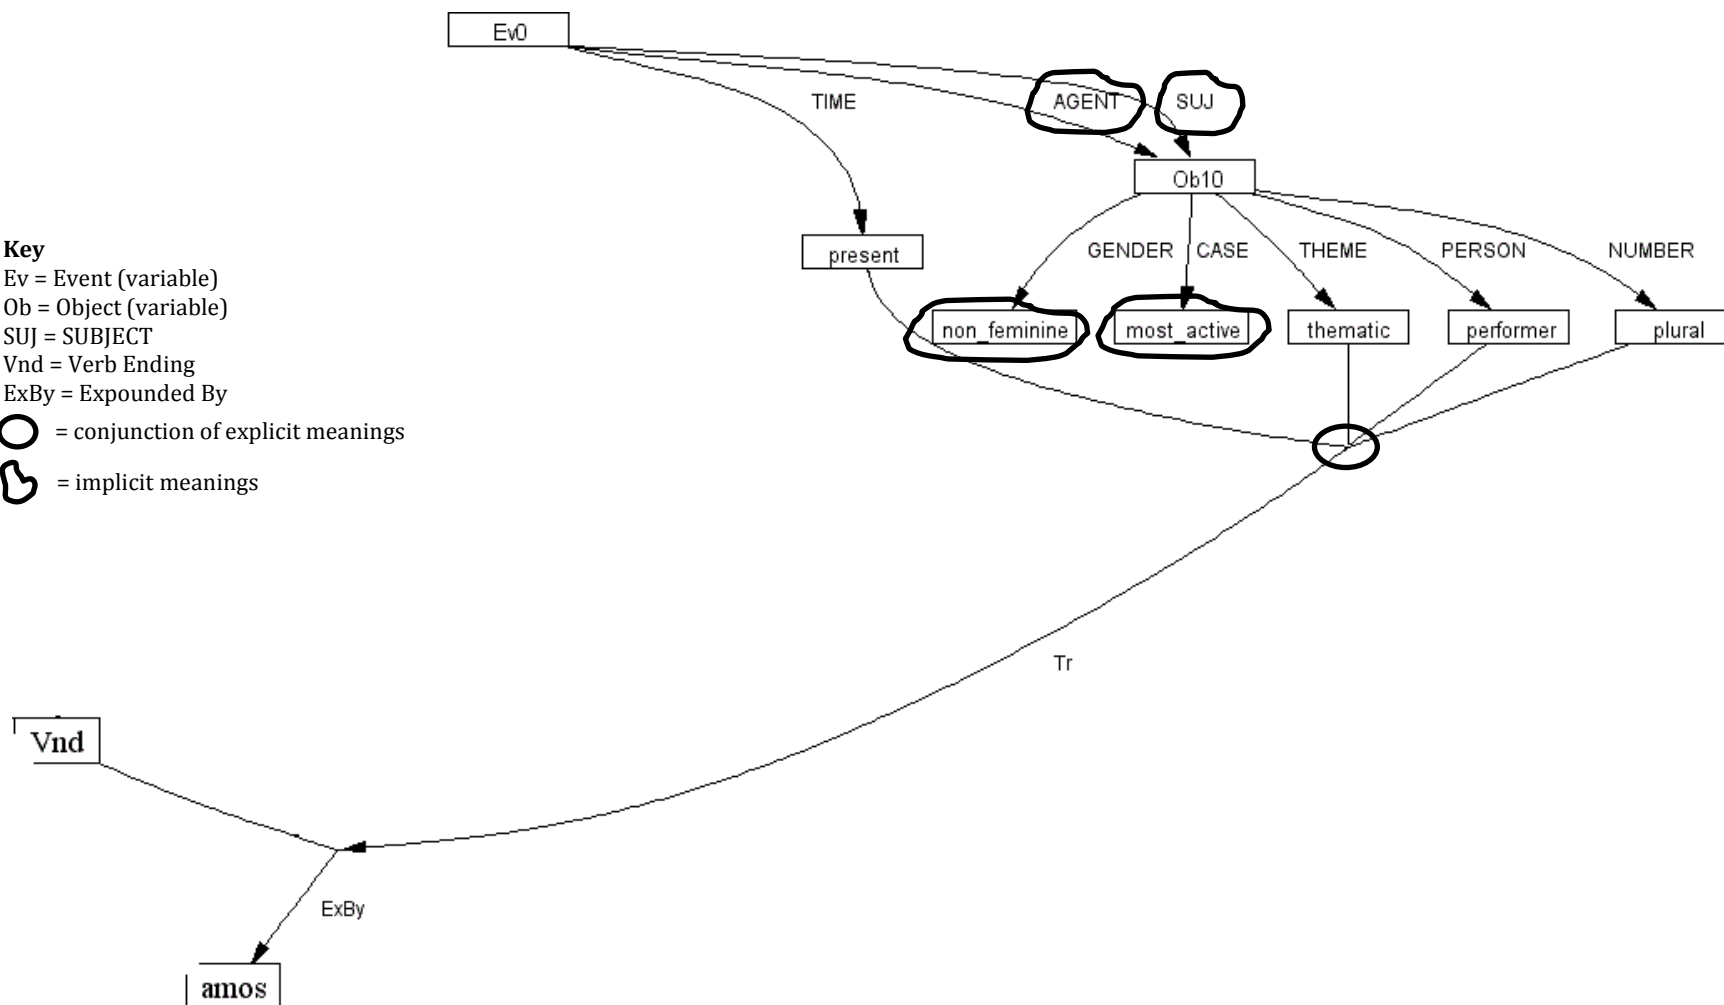 Ev0
TIME
AGENT
SUJ
Ob10
Key
Ev = Event (variable)
Ob = Object (variable)
SUJ = SUBJECT
Vnd = Verb Ending
ExBy = Expounded By
= conjunction of explicit meanings
= implicit meanings
present
GENDER
CASE
THEME
PERSON
NUMBER
non_feminine
most_active
thematic
performer
plural
Tr
Vnd
ExBy
amos